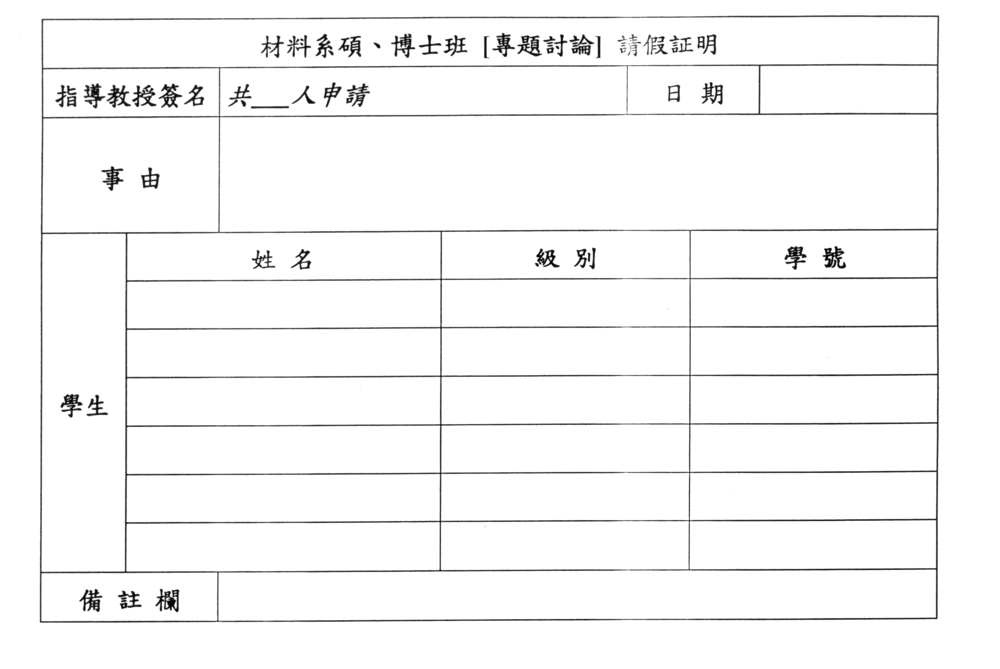 材料系碩、博士班 [專題討論] 請假証明
指導教授簽名 共___人申請 日 期
事 由
姓 名 級 別 學 號
學生
備 註 欄